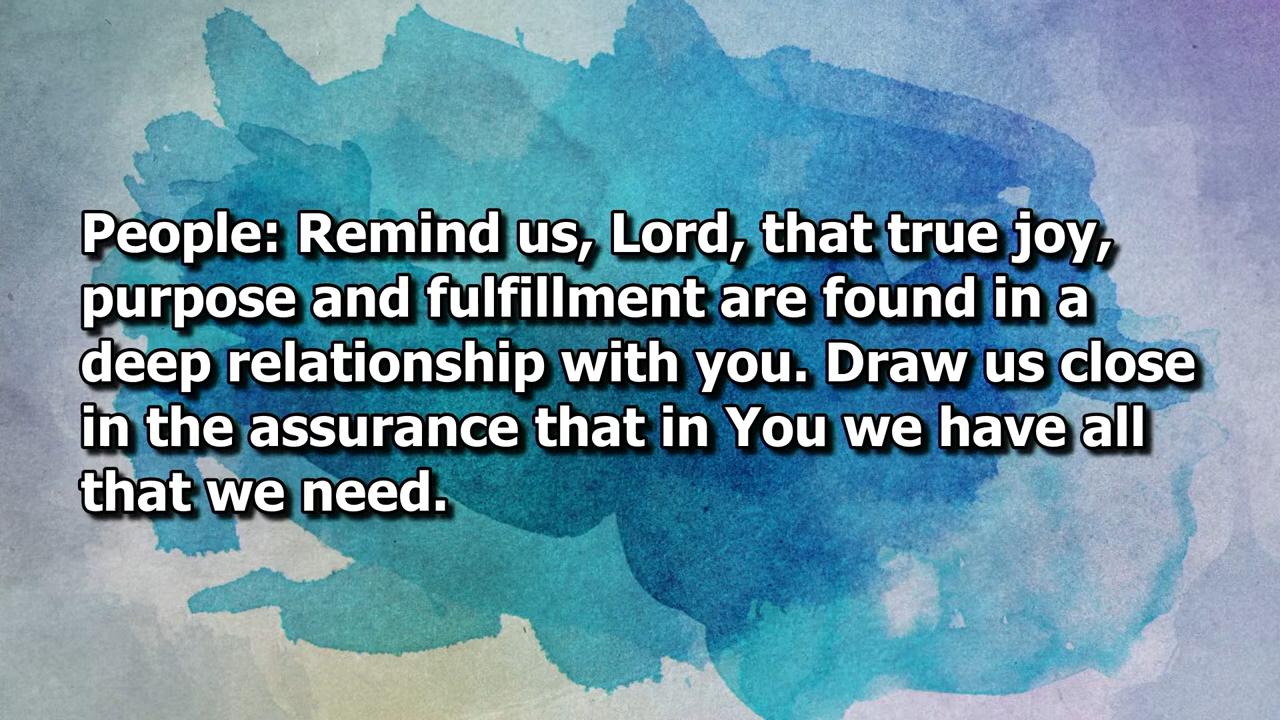 People: Remind us, Lord, that true joy,
purpose and fulfillment are found in a
deep relationship with you. Draw us close
in the assurance that in You we have all
that we need.